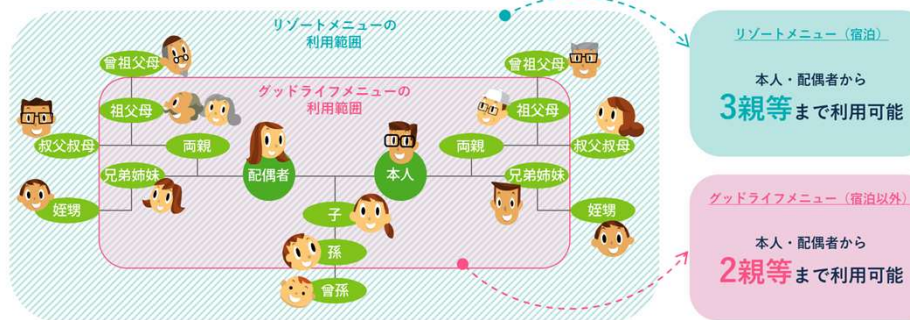 リゾートメニューの
利用範囲
曾祖父母
曾祖父母
グッドライフメニューの
利用範囲
祖父母
祖父母
叔父叔母
両親
配偶者
本人
両親
叔父叔母
兄弟姉妹
兄弟姉妹
姪甥
子
姪甥
孫
曾孫
リゾートメニュー（宿泊）
本人・配偶者から
3親等まで利用可能
グッドライフメニュー（宿泊以外）
本人・配偶者から
2親等まで利用可能